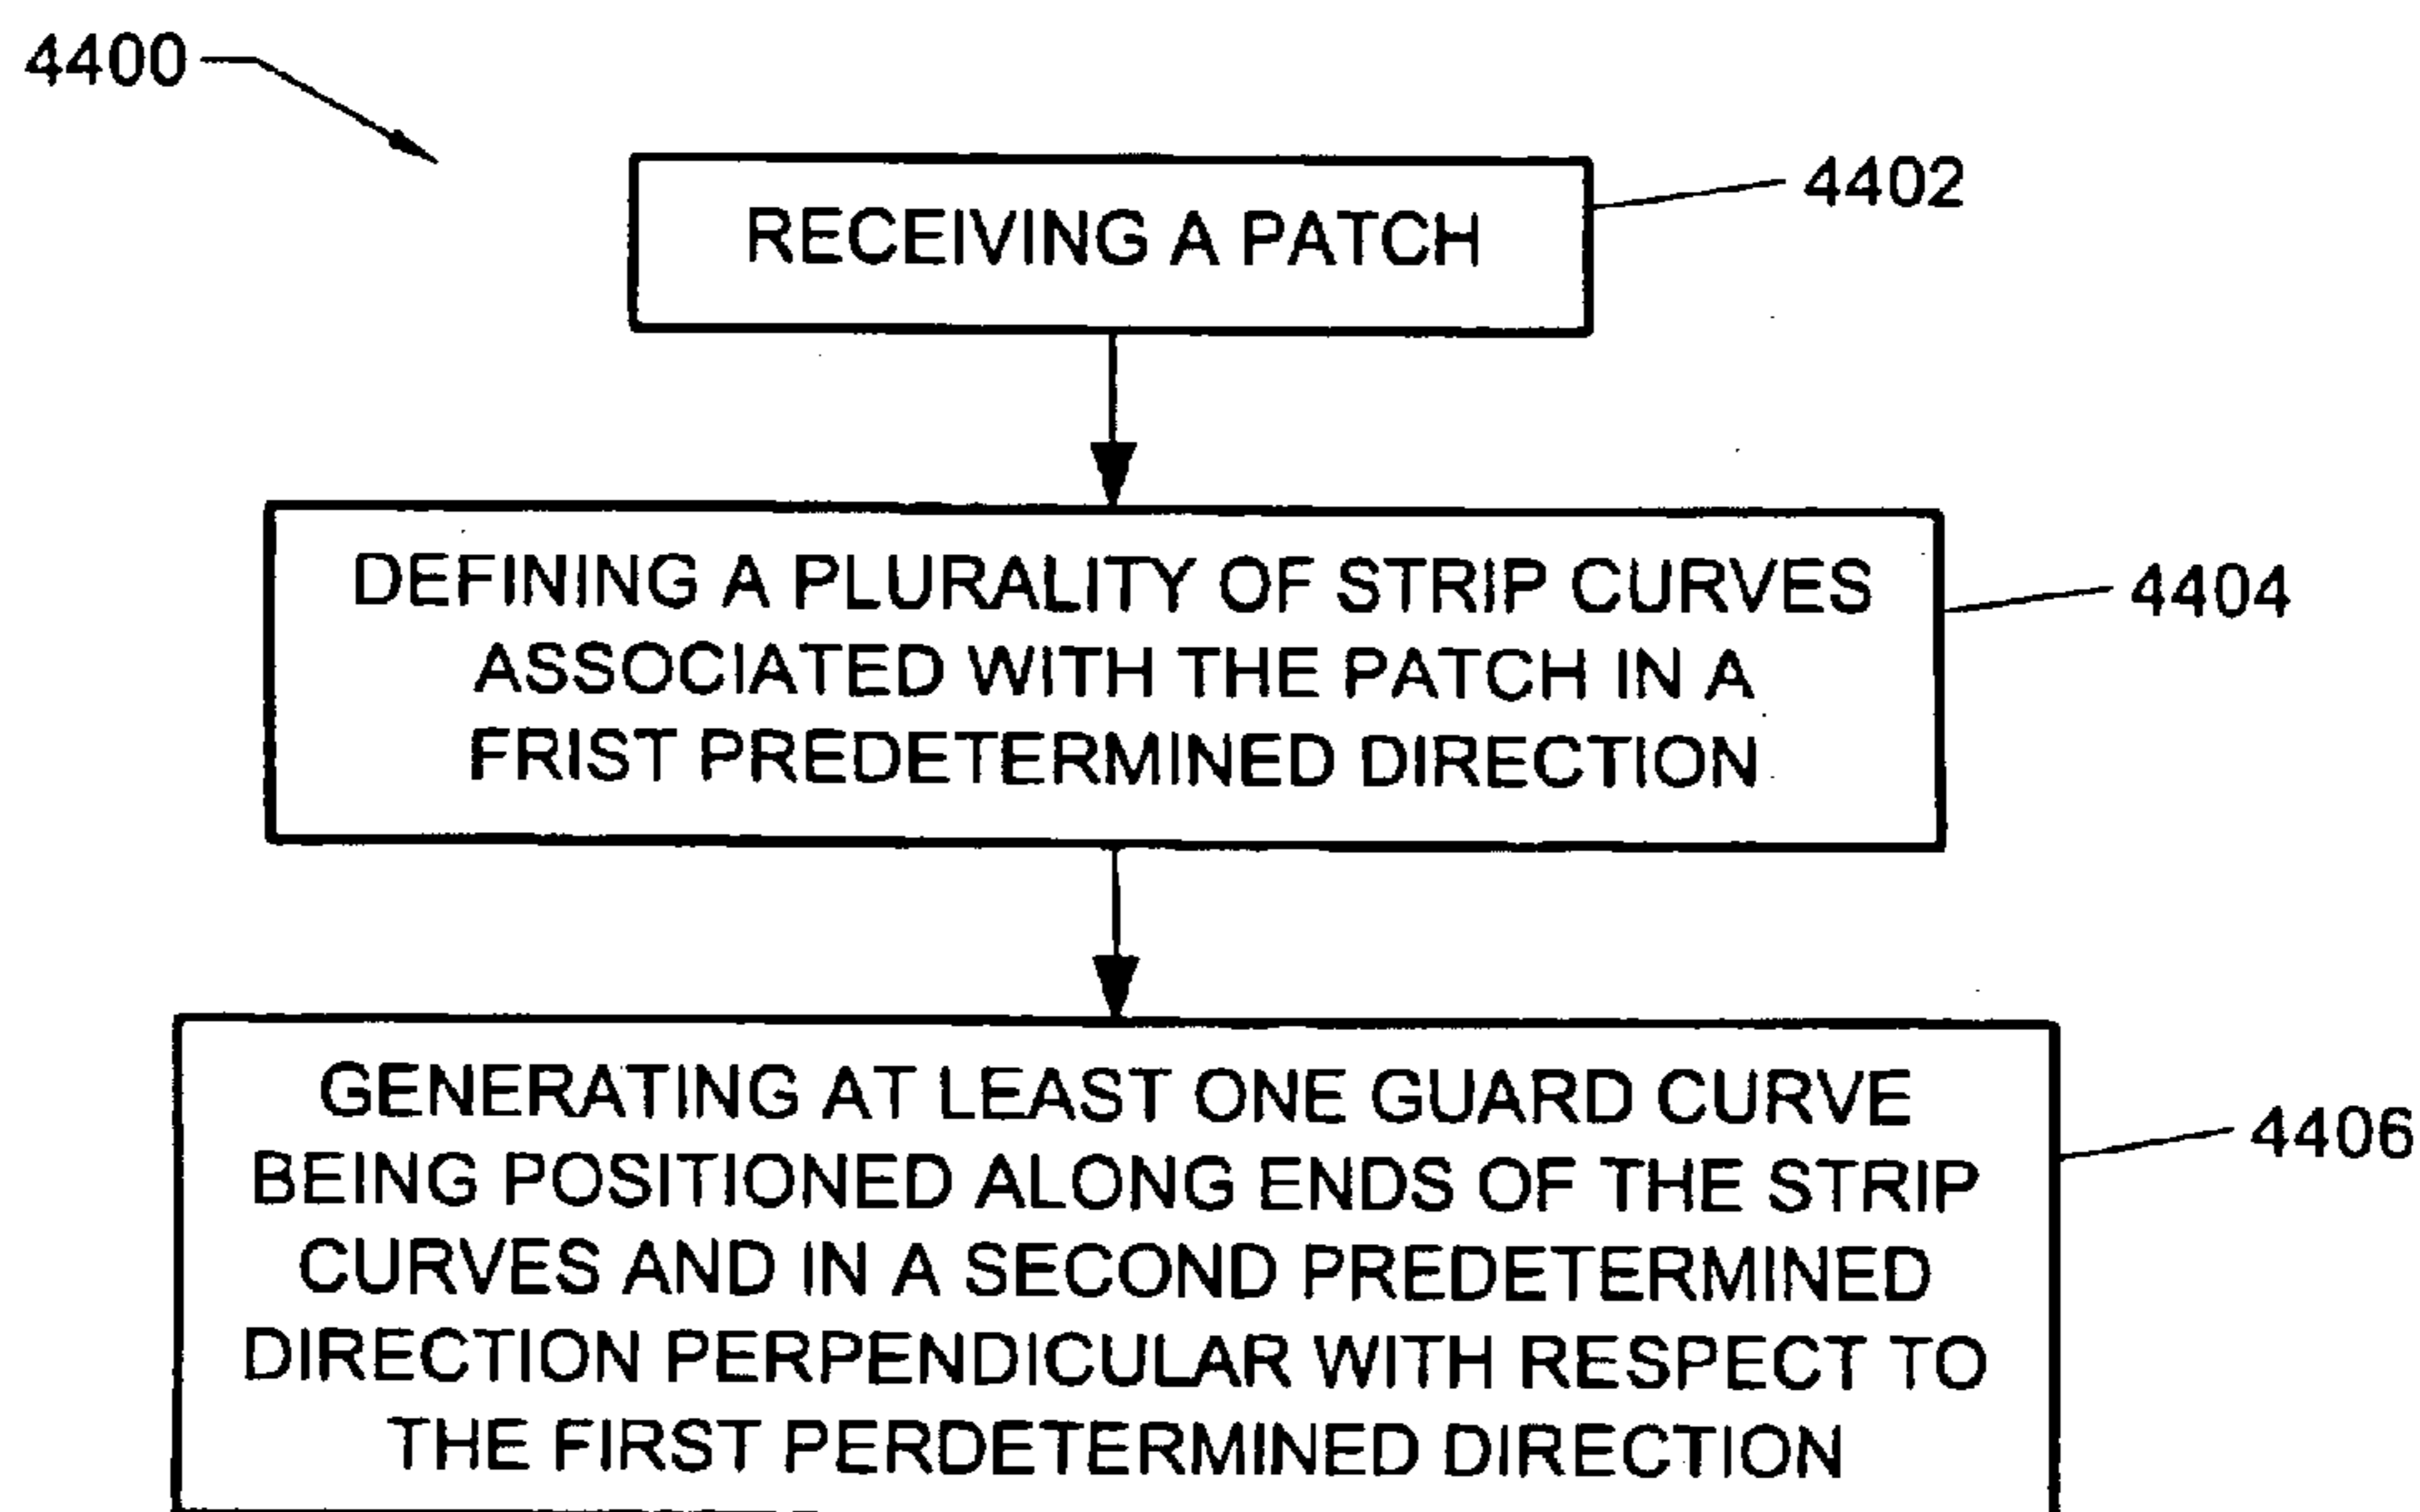 4400
RECEIVING A PATCH
4402
DEFINING A PLURALITY OF STRIP CURVES
ASSOCIATED WITH THE PATCH IN A
FRIST PREDETERMINED DIRECTION
4404
GENERATING AT LEAST ONE GUARD CURVE
BEING POSITIONED ALONG ENDS OF THE STRIP
CURVES AND IN A SECOND PREDETERMINED
DIRECTION PERPENDICULAR WITH RESPECT TO
THE FIRST PERDETERMINED DIRECTION
4406